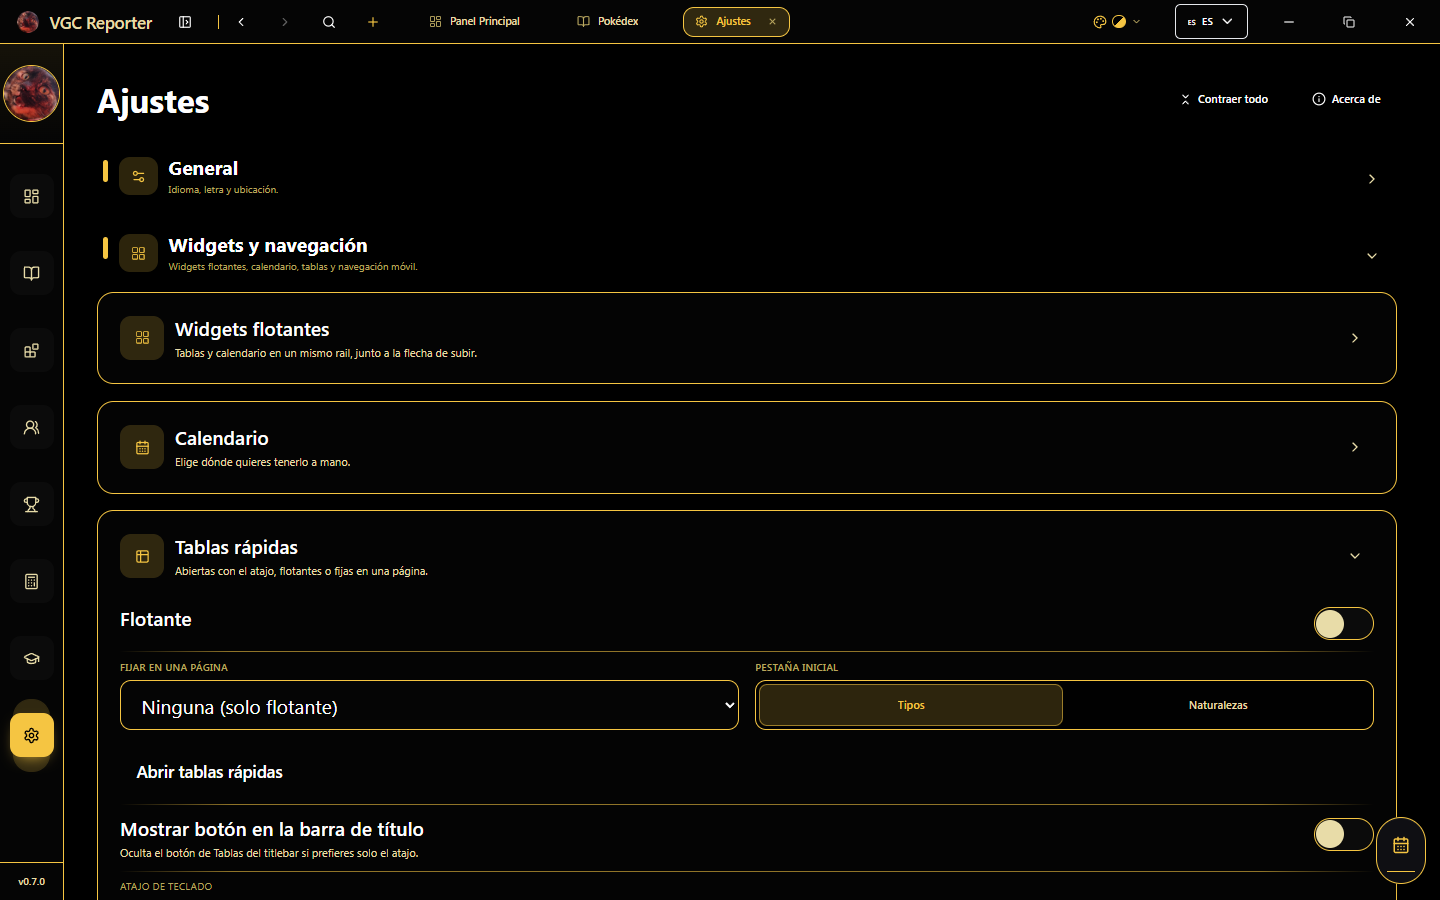 VGC Reporter
Panel Principal
Pokédex
Ajustes
ES ES
Ajustes
Contraer todo
Acerca de
General
Idioma, letra y ubicación.
Widgets y navegación
Widgets flotantes, calendario, tablas y navegación móvil.
Widgets flotantes
Tablas y calendario en un mismo rail, junto a la flecha de subir.
Calendario
Elige dónde quieres tenerlo a mano.
Tablas rápidas
Abiertas con el atajo, flotantes o fijas en una página.
Flotante
FIJAR EN UNA PÁGINA
PESTAÑA INICIAL
Ninguna (solo flotante)
Tipos
Naturalezas
Abrir tablas rápidas
Mostrar botón en la barra de título
Oculta el botón de Tablas del titlebar si prefieres solo el atajo.
ATAJO DE TECLADO
v0.7.0